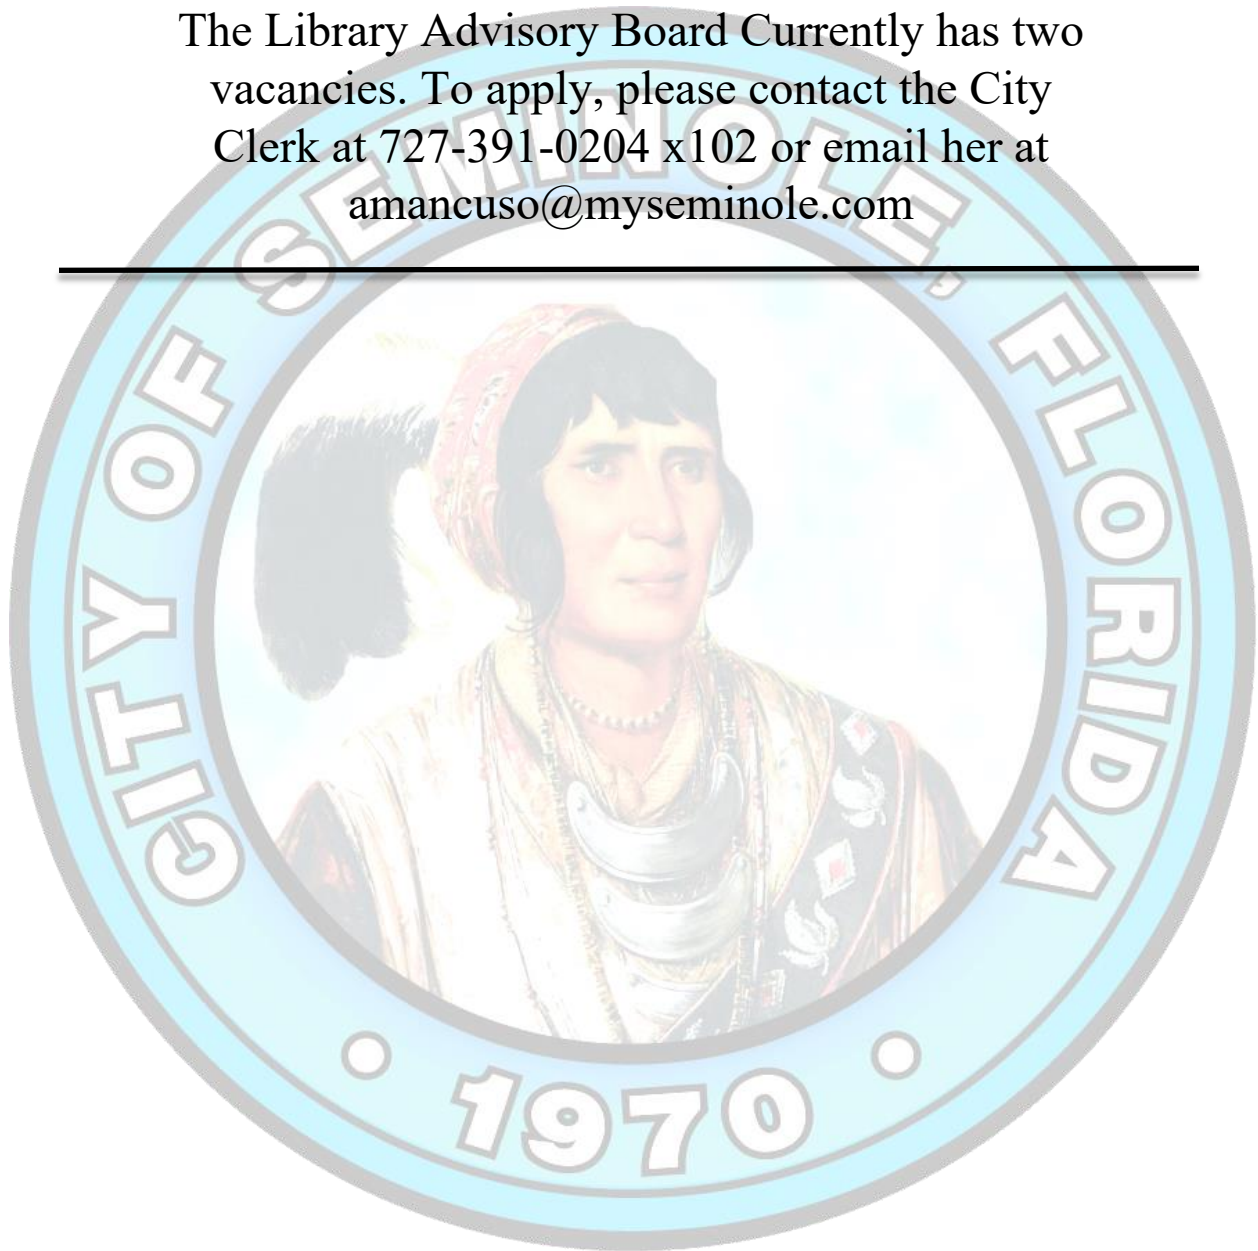 The Library Advisory Board Currently has two
vacancies. To apply, please contact the City
Clerk at 727-391-0204 x102 or email her at
amancuso@myseminole.com
CITY OF SEMINOLE, FLORIDA
• 1970 •